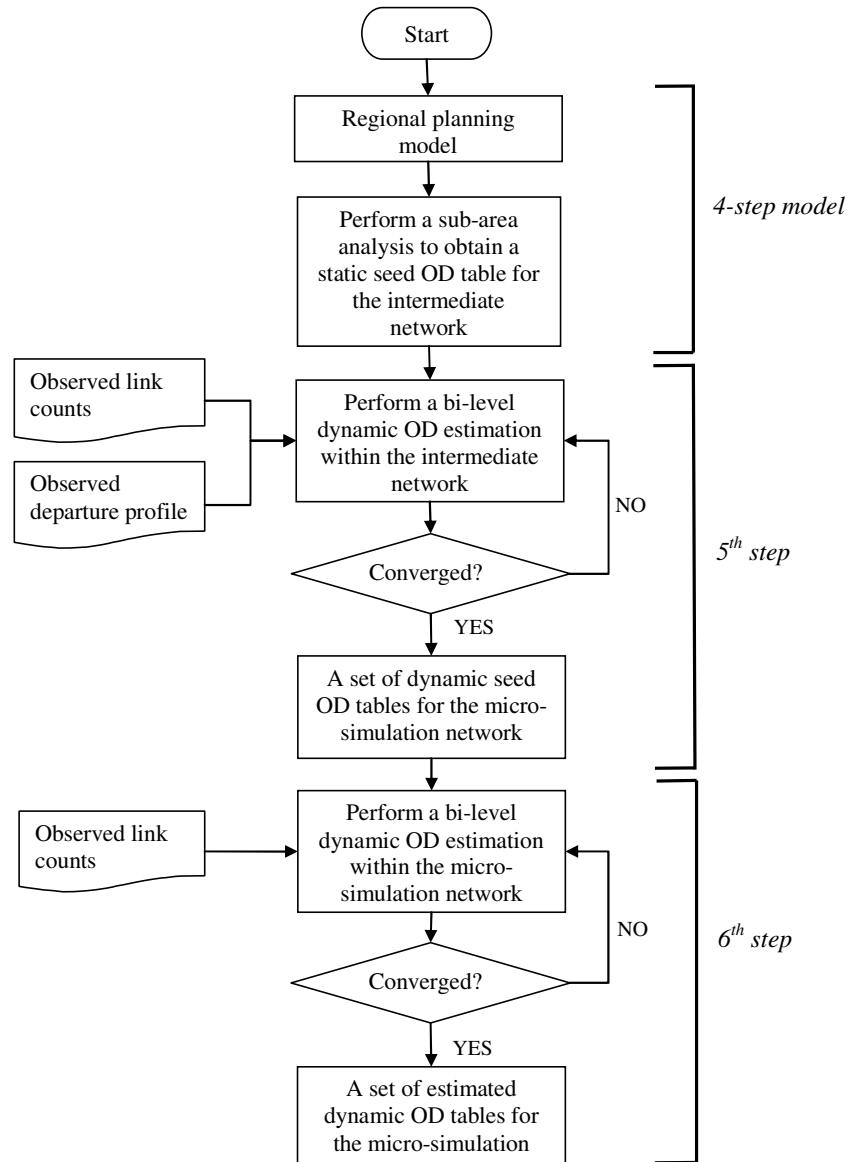 Start
Regional planning
model
4-step model
Perform a sub-area
analysis to obtain a
static seed OD table for
the intermediate
network
Observed link
counts
Observed
departure profile
Perform a bi-level
dynamic OD estimation
within the intermediate
network
NO
5th step
Converged?
YES
A set of dynamic seed
OD tables for the micro-
simulation network
Observed link
counts
Perform a bi-level
dynamic OD estimation
within the micro-
simulation network
NO
6th step
Converged?
YES
A set of estimated
dynamic OD tables for
the micro-simulation